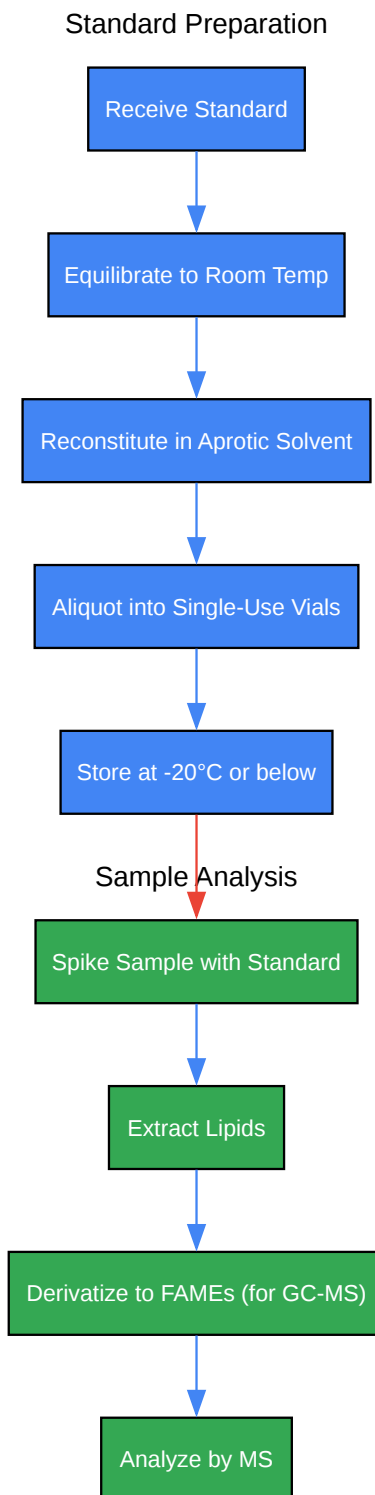 Standard Preparation
Receive Standard
Equilibrate to Room Temp
Reconstitute in Aprotic Solvent
Aliquot into Single-Use Vials
Store at -20°C or below
Sample Analysis
Spike Sample with Standard
Extract Lipids
Derivatize to FAMEs (for GC-MS)
Analyze by MS